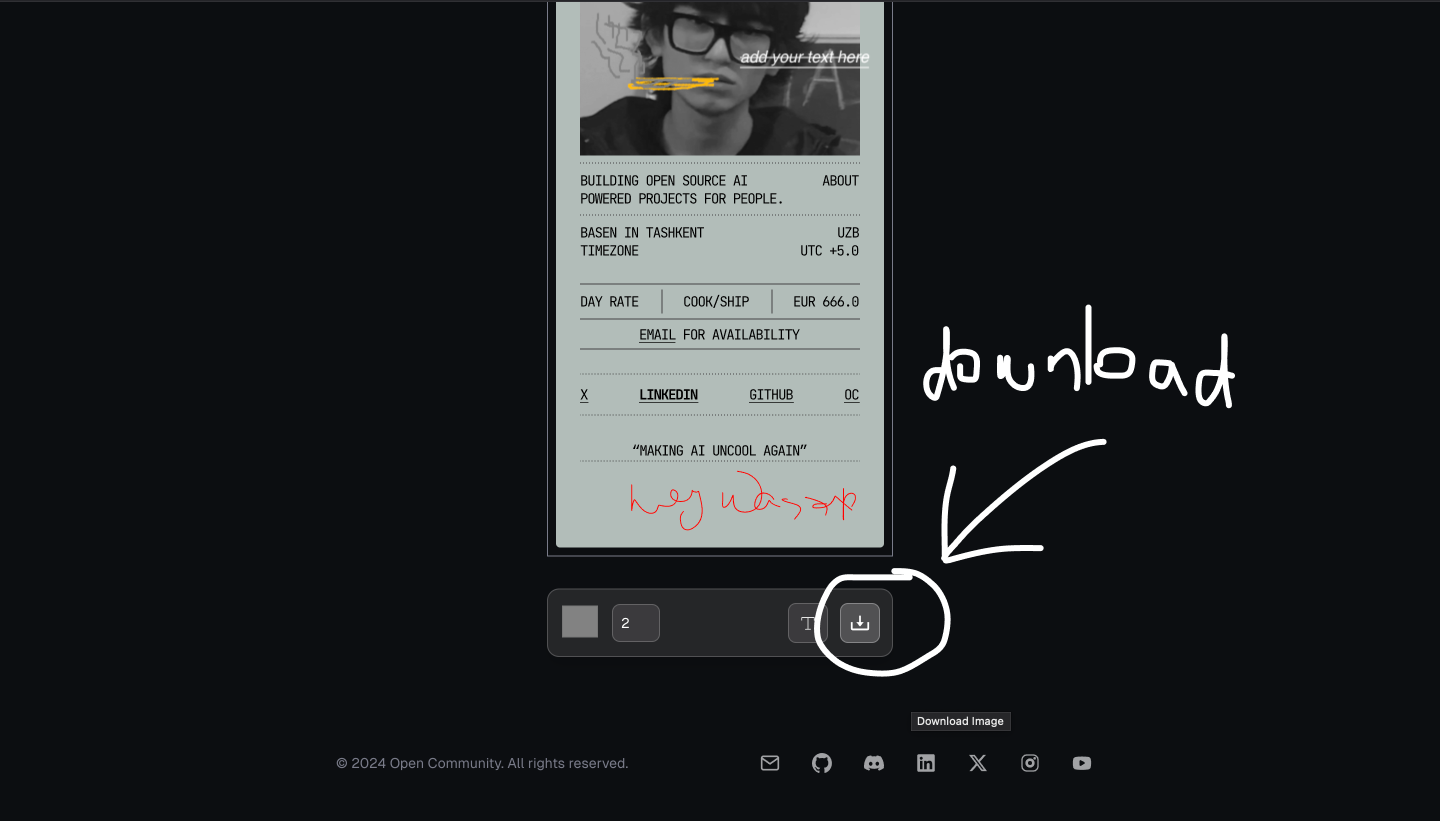 add your text here
BUILDING OPEN SOURCE AI ABOUT
POWERED PROJECTS FOR PEOPLE.
BASEN IN TASHKENT UZB
TIMEZONE UTC +5.0
DAY RATE COOK/SHIP EUR 666.0
EMAIL FOR AVAILABILITY
download
X LINKEDIN GITHUB OC
“MAKING AI UNCOOL AGAIN”
hey wassap
2 T
Download Image
© 2024 Open Community. All rights reserved.